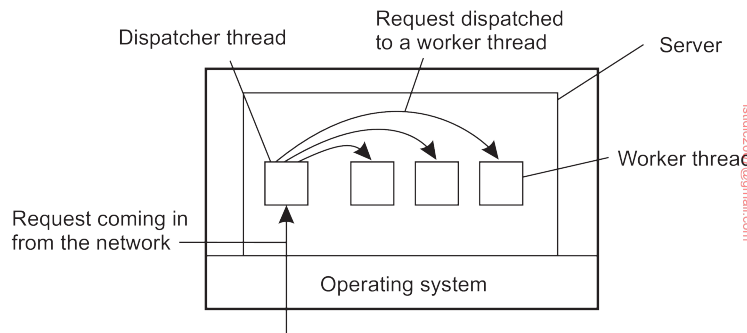 Request dispatched
to a worker thread
Dispatcher thread
Server
Worker thread
Request coming in
from the network
Operating system